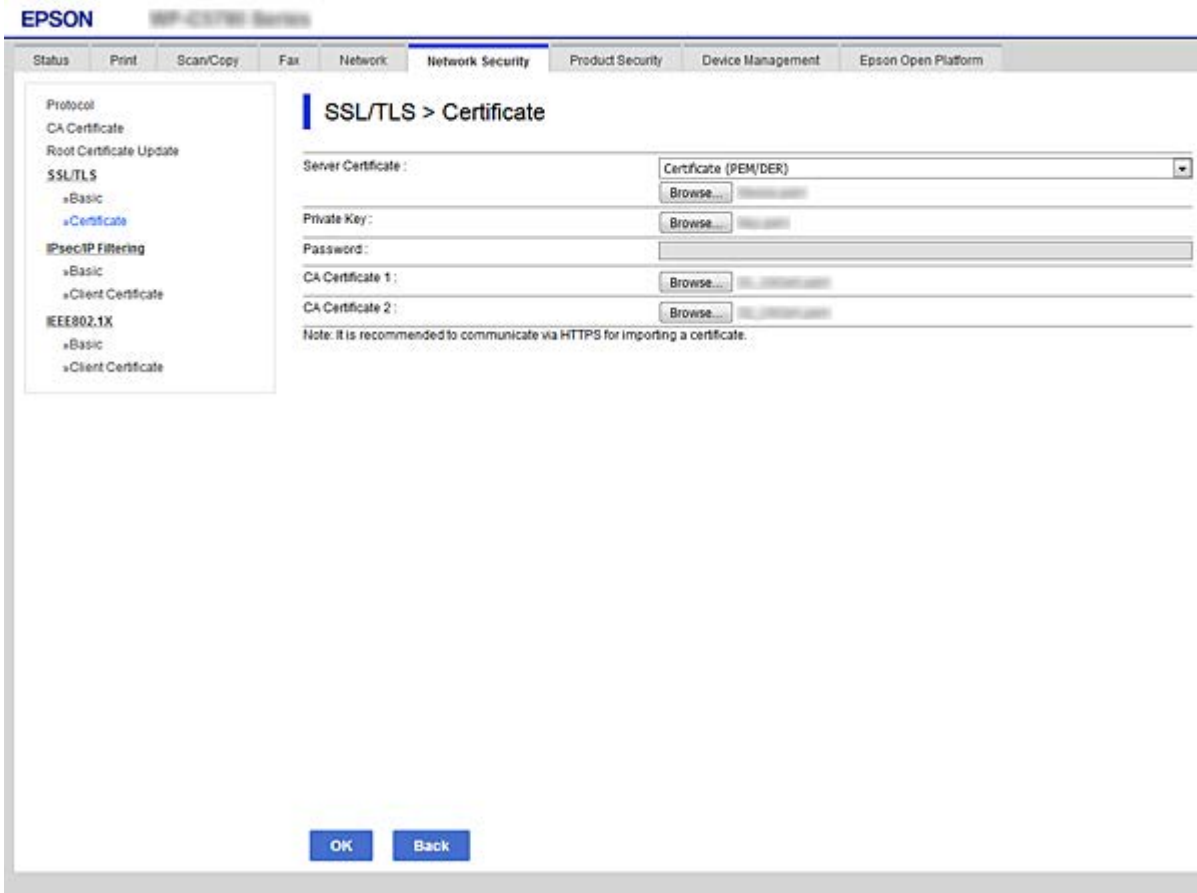 EPSON
Status Print Scan/Copy Fax Network Network Security Product Security Device Management Epson Open Platform
Protocol
CA Certificate
Root Certificate Update
SSL/TLS
»Basic
»Certificate
IPsec/IP Filtering
»Basic
»Client Certificate
IEEE802.1X
»Basic
»Client Certificate
SSL/TLS > Certificate
Server Certificate : Certificate (PEM/DER)
Browse...
Private Key : Browse...
Password :
CA Certificate 1 : Browse...
CA Certificate 2 : Browse...
Note: It is recommended to communicate via HTTPS for importing a certificate.
OK Back